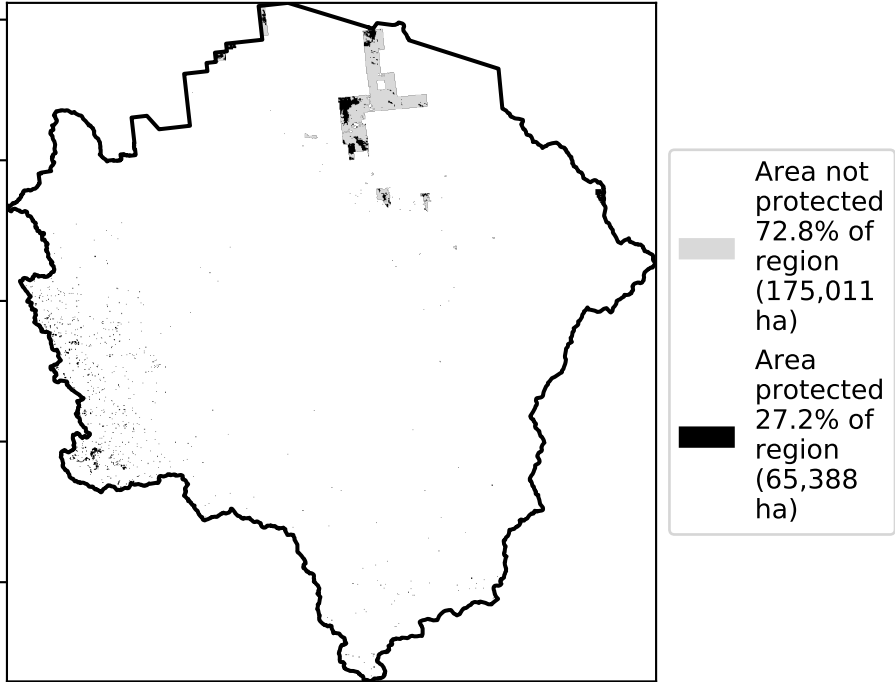 Area not
protected
72.8% of
region
(175,011
ha)
Area
protected
27.2% of
region
(65,388
ha)